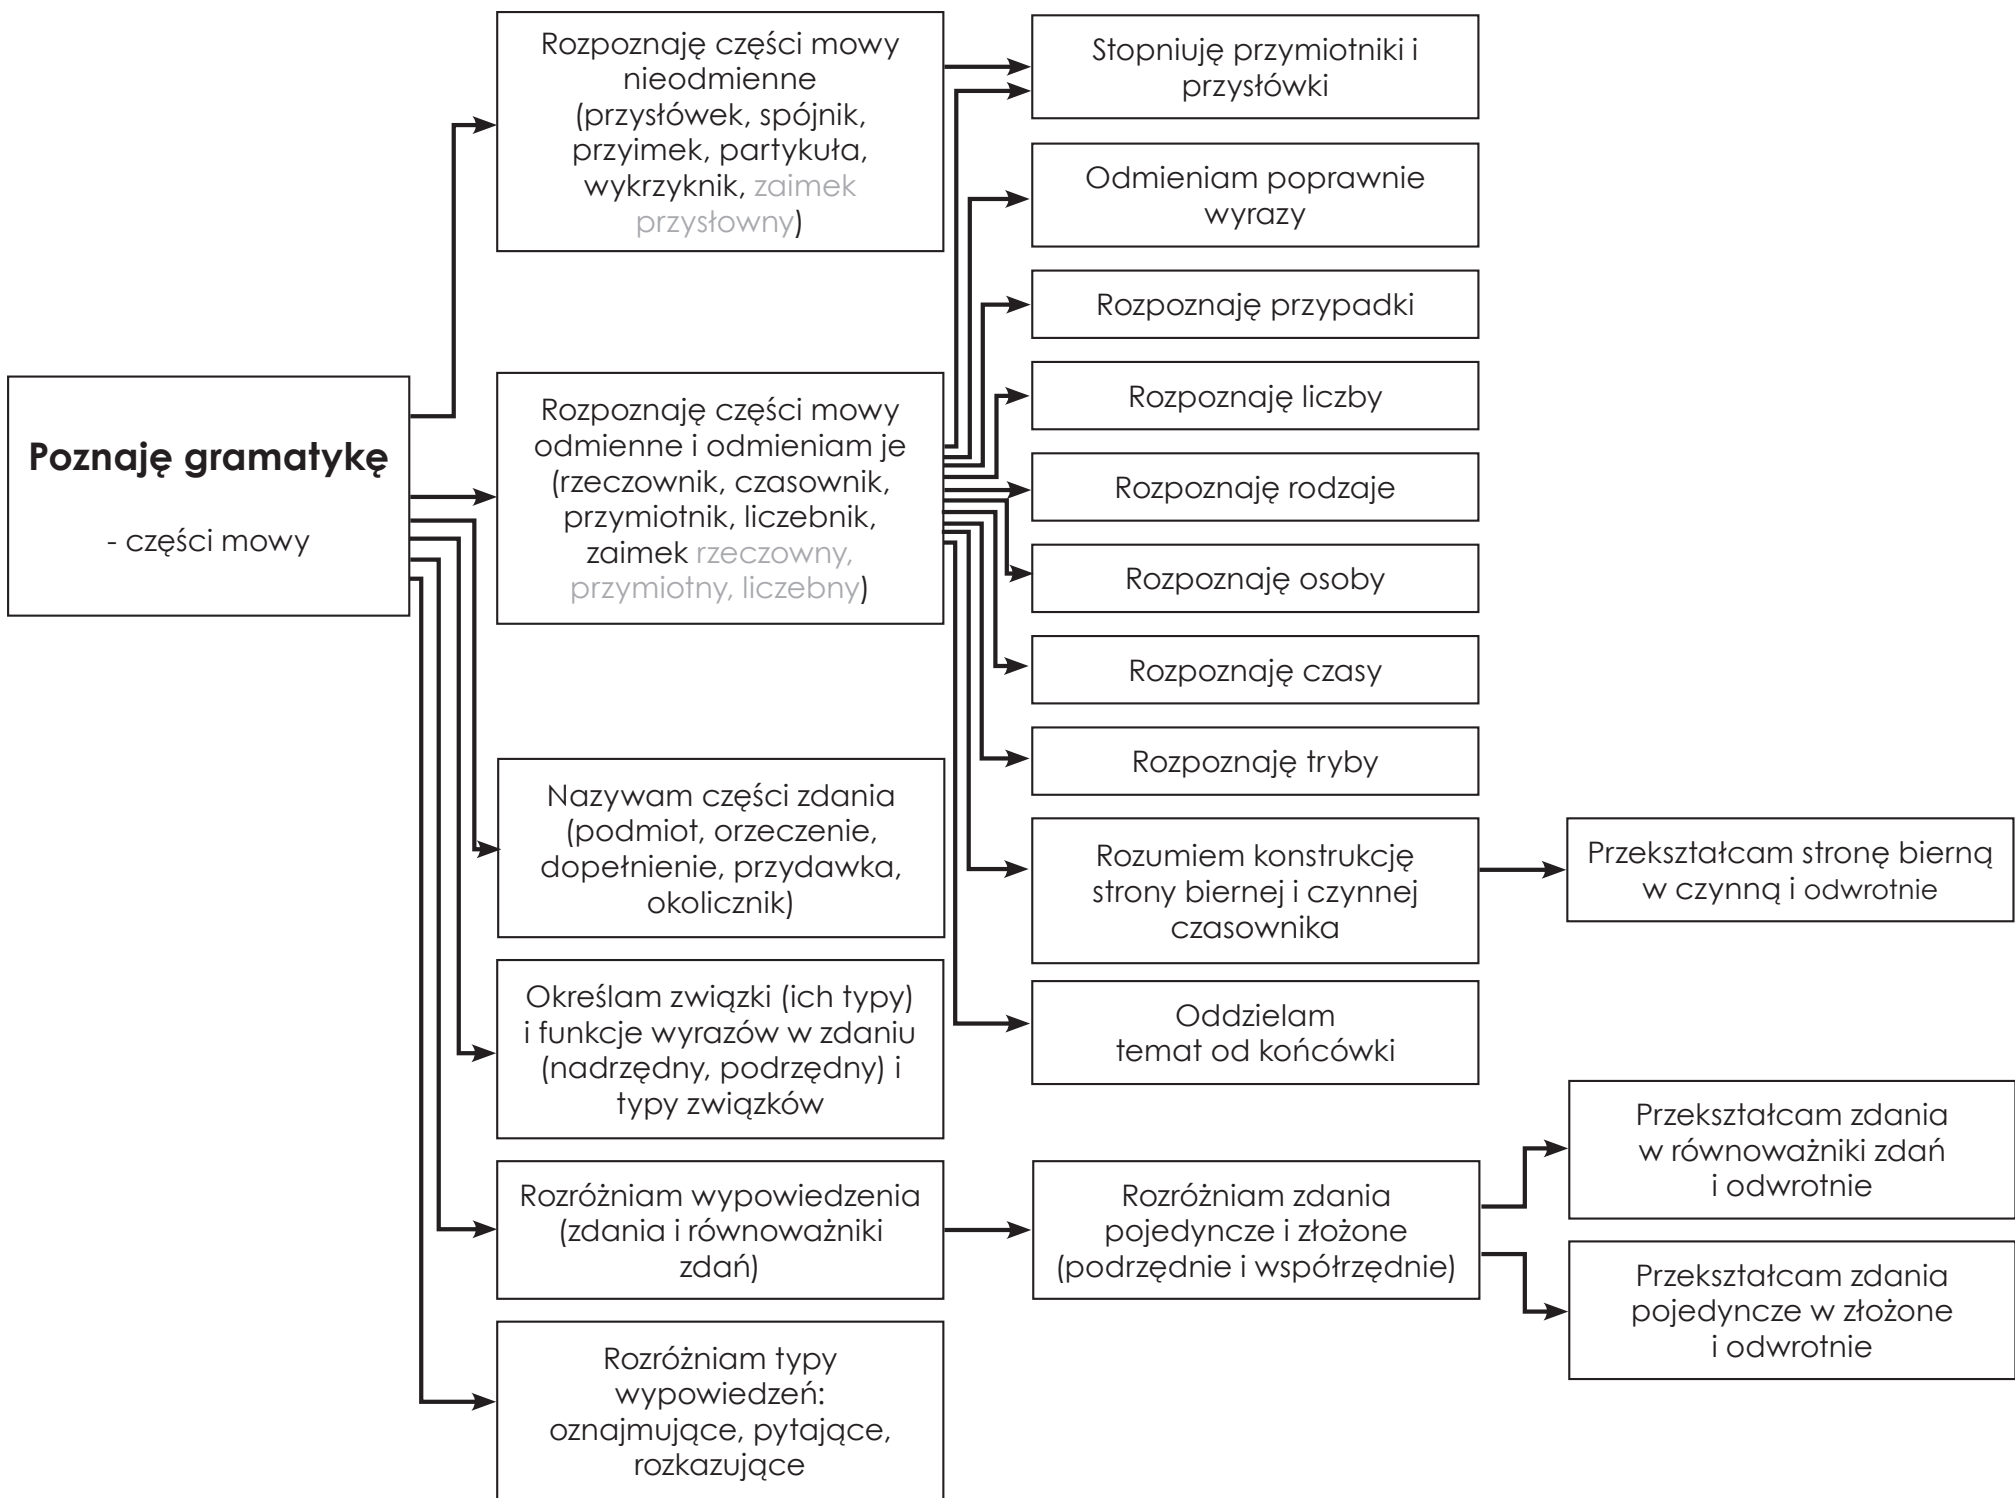 Poznaję gramatykę
- części mowy
Rozpoznaję części mowy
nieodmienne
(przysłówek, spójnik,
przyimek, partykuła,
wykrzyknik, zaimek
przysłowny)
Rozpoznaję części mowy
odmienne i odmieniam je
(rzeczownik, czasownik,
przymiotnik, liczebnik,
zaimek rzeczowny,
przymiotny, liczebny)
Nazywam części zdania
(podmiot, orzeczenie,
dopełnienie, przydawka,
okolicznik)
Określam związki (ich typy)
i funkcje wyrazów w zdaniu
(nadrzędny, podrzędny) i
typy związków
Rozróżniam wypowiedzenia
(zdania i równoważniki
zdań)
Rozróżniam typy
wypowiedzeń:
oznajmujące, pytające,
rozkazujące
Stopniuję przymiotniki i
przysłówki
Odmieniam poprawnie
wyrazy
Rozpoznaję przypadki
Rozpoznaję liczby
Rozpoznaję rodzaje
Rozpoznaję osoby
Rozpoznaję czasy
Rozpoznaję tryby
Rozumiem konstrukcję
strony biernej i czynnej
czasownika
Oddzielam
temat od końcówki
Rozróżniam zdania
pojedyncze i złożone
(podrzędnie i współrzędnie)
Przekształcam stronę bierną
w czynną i odwrotnie
Przekształcam zdania
w równoważniki zdań
i odwrotnie
Przekształcam zdania
pojedyncze w złożone
i odwrotnie